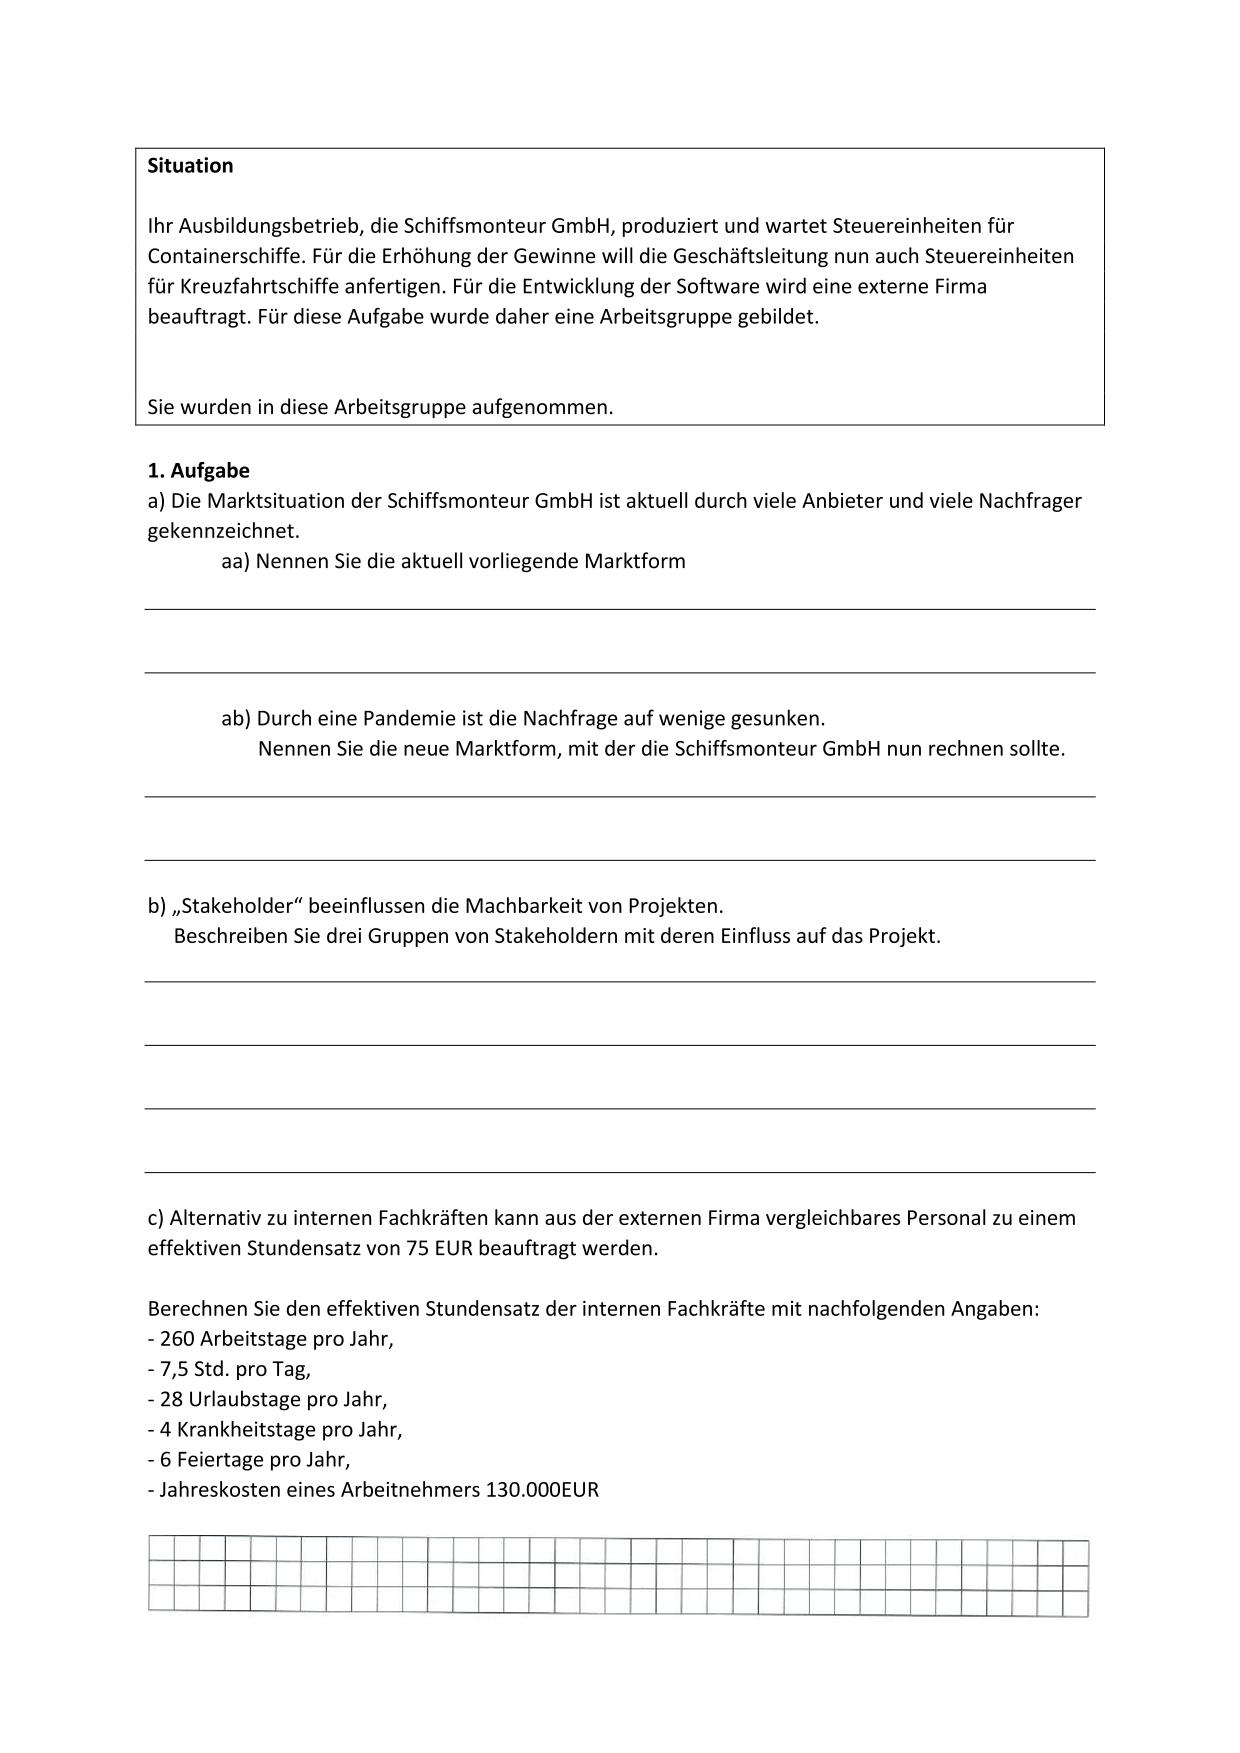 Situation
Ihr Ausbildungsbetrieb, die Schiffsmonteur GmbH, produziert und wartet Steuereinheiten für
Containerschiffe. Für die Erhöhung der Gewinne will die Geschäftsleitung nun auch Steuereinheiten
für Kreuzfahrtschiffe anfertigen. Für die Entwicklung der Software wird eine externe Firma
beauftragt. Für diese Aufgabe wurde daher eine Arbeitsgruppe gebildet.
Sie wurden in diese Arbeitsgruppe aufgenommen.
1. Aufgabe
a) Die Marktsituation der Schiffsmonteur GmbH ist aktuell durch viele Anbieter und viele Nachfrager
gekennzeichnet.
aa) Nennen Sie die aktuell vorliegende Marktform
ab) Durch eine Pandemie ist die Nachfrage auf wenige gesunken.
Nennen Sie die neue Marktform, mit der die Schiffsmonteur GmbH nun rechnen sollte.
b) „Stakeholder“ beeinflussen die Machbarkeit von Projekten.
Beschreiben Sie drei Gruppen von Stakeholdern mit deren Einfluss auf das Projekt.
c) Alternativ zu internen Fachkräften kann aus der externen Firma vergleichbares Personal zu einem
effektiven Stundensatz von 75 EUR beauftragt werden.
Berechnen Sie den effektiven Stundensatz der internen Fachkräfte mit nachfolgenden Angaben:
- 260 Arbeitstage pro Jahr,
- 7,5 Std. pro Tag,
- 28 Urlaubstage pro Jahr,
- 4 Krankheitstage pro Jahr,
- 6 Feiertage pro Jahr,
- Jahreskosten eines Arbeitnehmers 130.000EUR